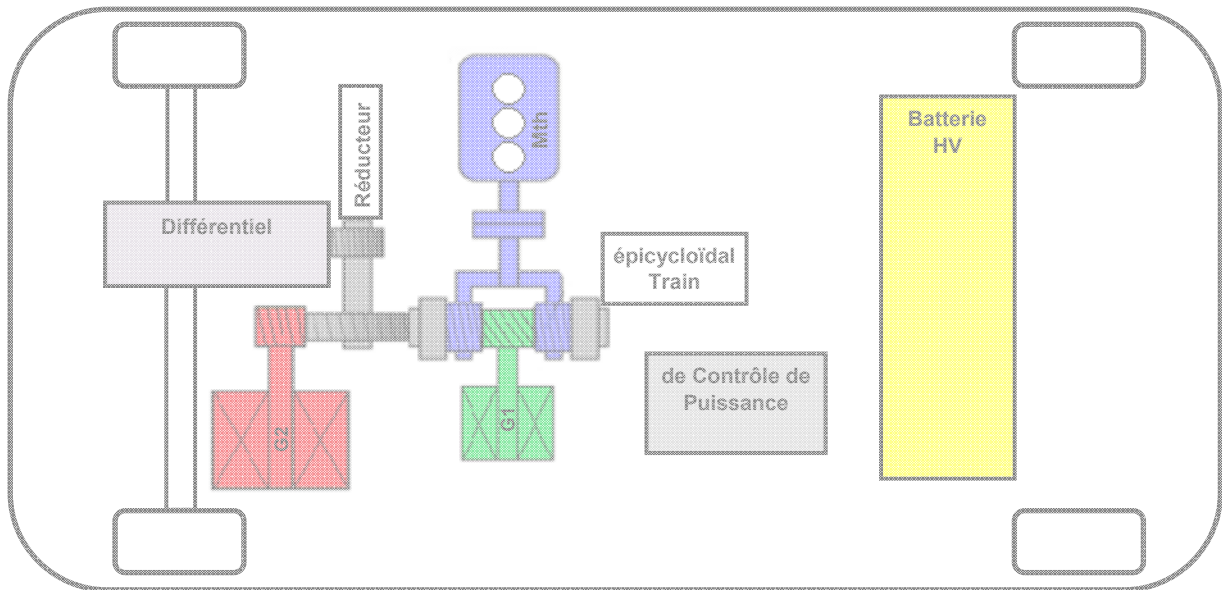 Réducteur
Mth
Batterie
HV
Différentiel
épicycloïdal
Train
de Contrôle de
Puissance
G2
G1